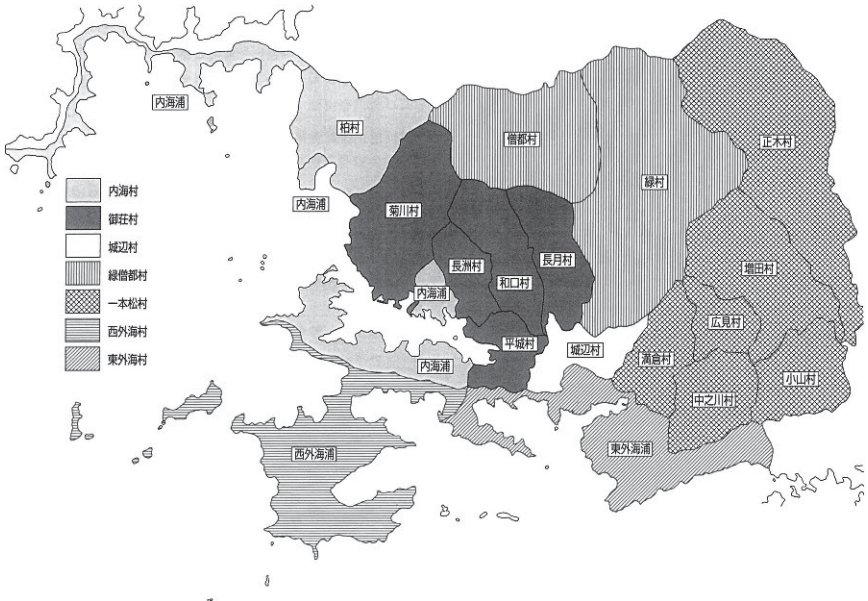 内海浦
柏村
僧都村
正木村
緑村
内海浦
菊川村
内海村
御荘村
城辺村
緑僧都村
一本松村
西外海村
東外海村
長洲村
和口村
長月村
増田村
内海浦
広見村
平城村
城辺村
満倉村
内海浦
小山村
中之川村
東外海浦
西外海浦